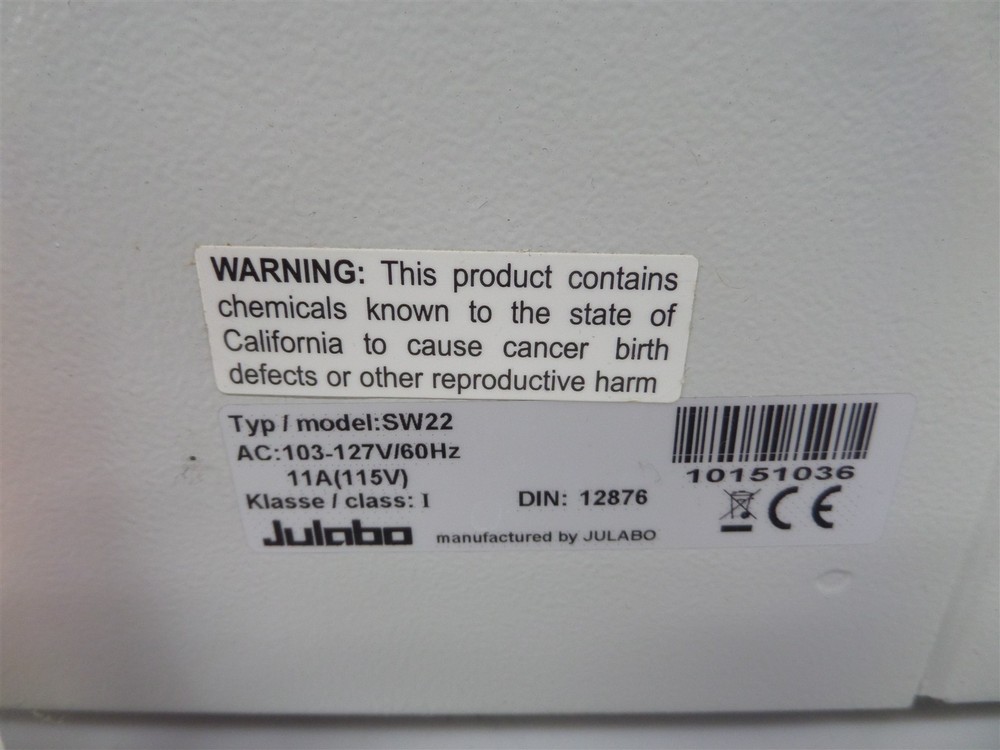 WARNING: This product contains
chemicals known to the state of
California to cause cancer birth
defects or other reproductive harm
Typ / model:SW22
AC:103-127V/60Hz
11A(115V)
Klasse / class: I
DIN: 12876
Julabo
manufactured by JULABO
10151036
CE